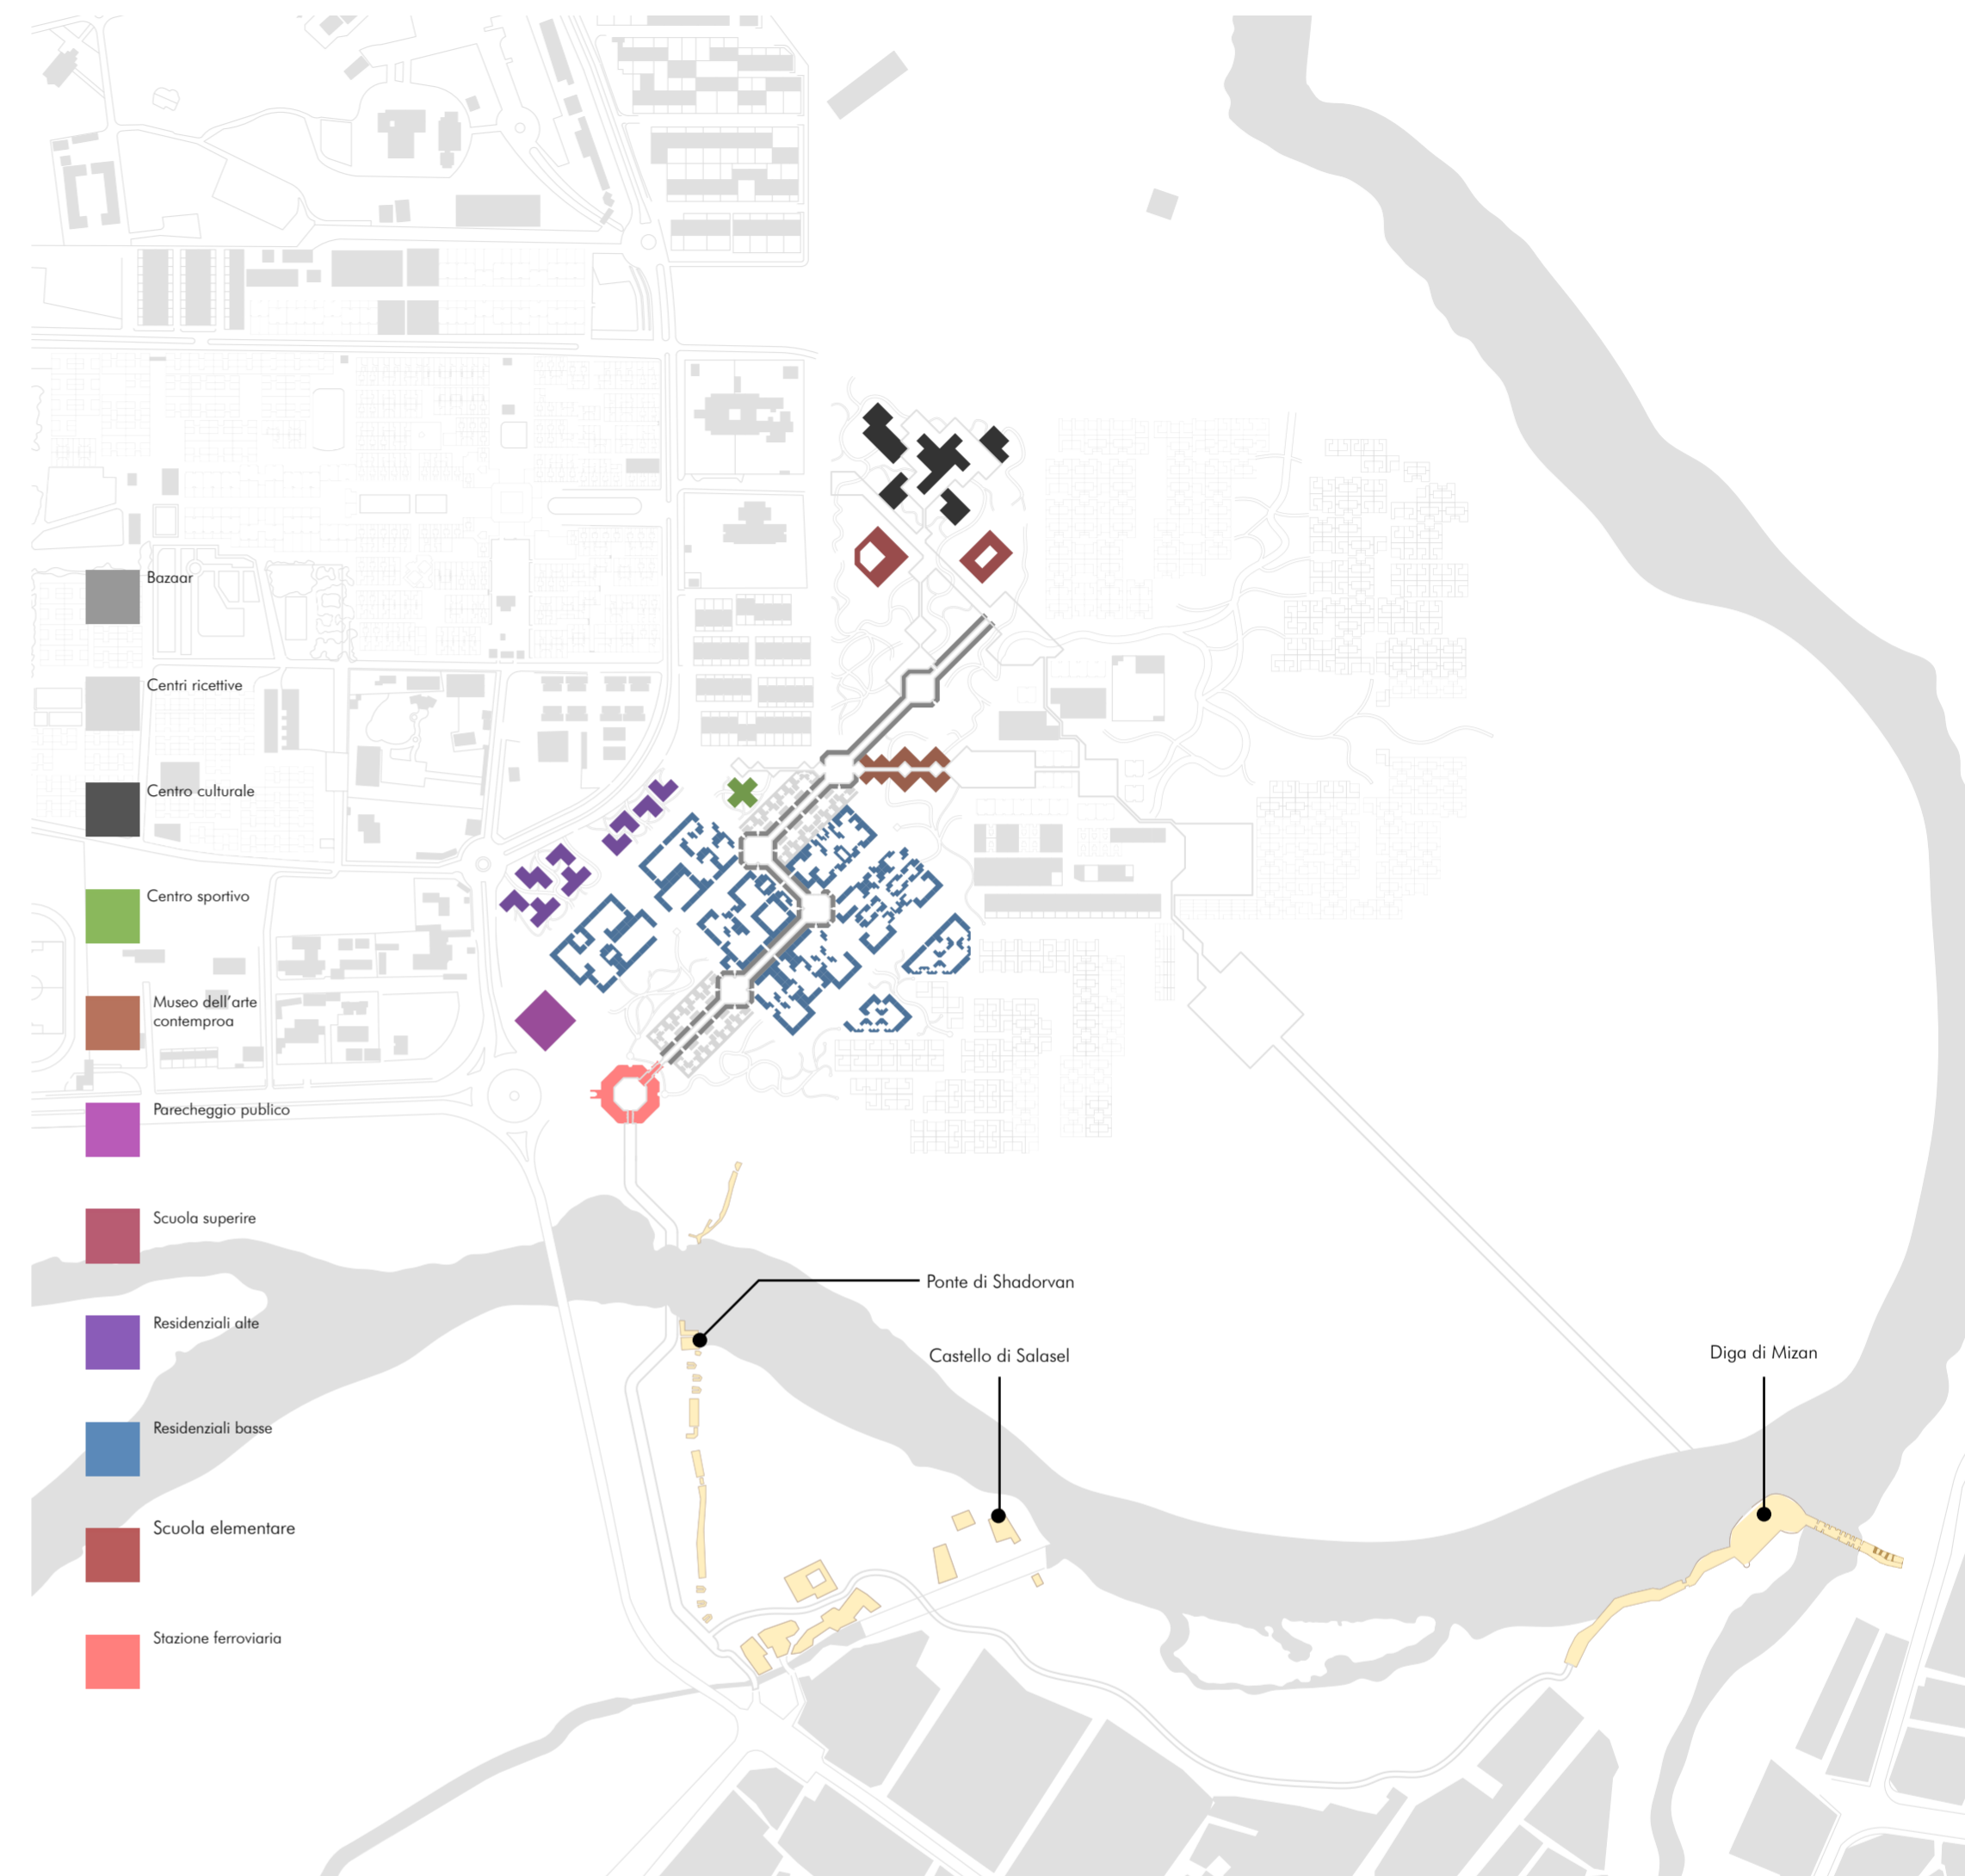 Bazaar
Centri ricettive
Centro culturale
Centro sportivo
Museo dell'arte
contemproa
Parecheggio publico
Scuola superire
Residenziali alte
Residenziali basse
Scuola elementare
Stazione ferroviaria
Ponte di Shadorvan
Castello di Salasel
Diga di Mizan